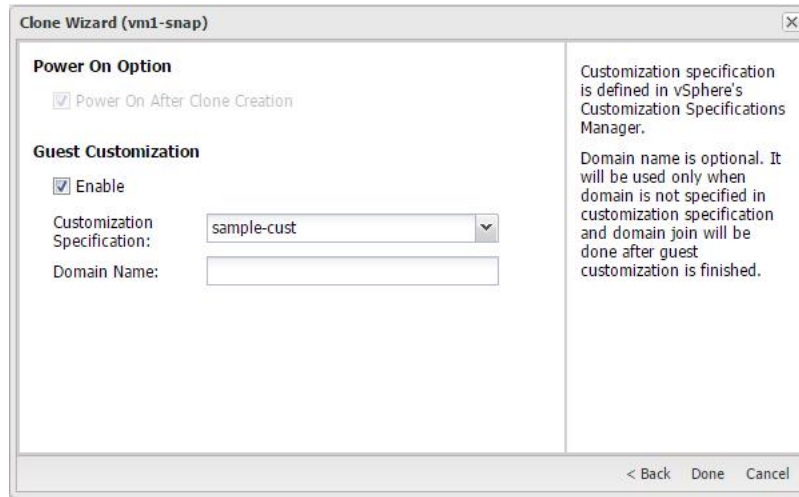 Clone Wizard (vm1-snap)
Power On Option
Power On After Clone Creation
Guest Customization
Enable
Customization
Specification:
sample-cust
Domain Name:
Customization specification
is defined in vSphere's
Customization Specifications
Manager.
Domain name is optional. It
will be used only when
domain is not specified in
customization specification
and domain join will be
done after guest
customization is finished.
< Back Done Cancel